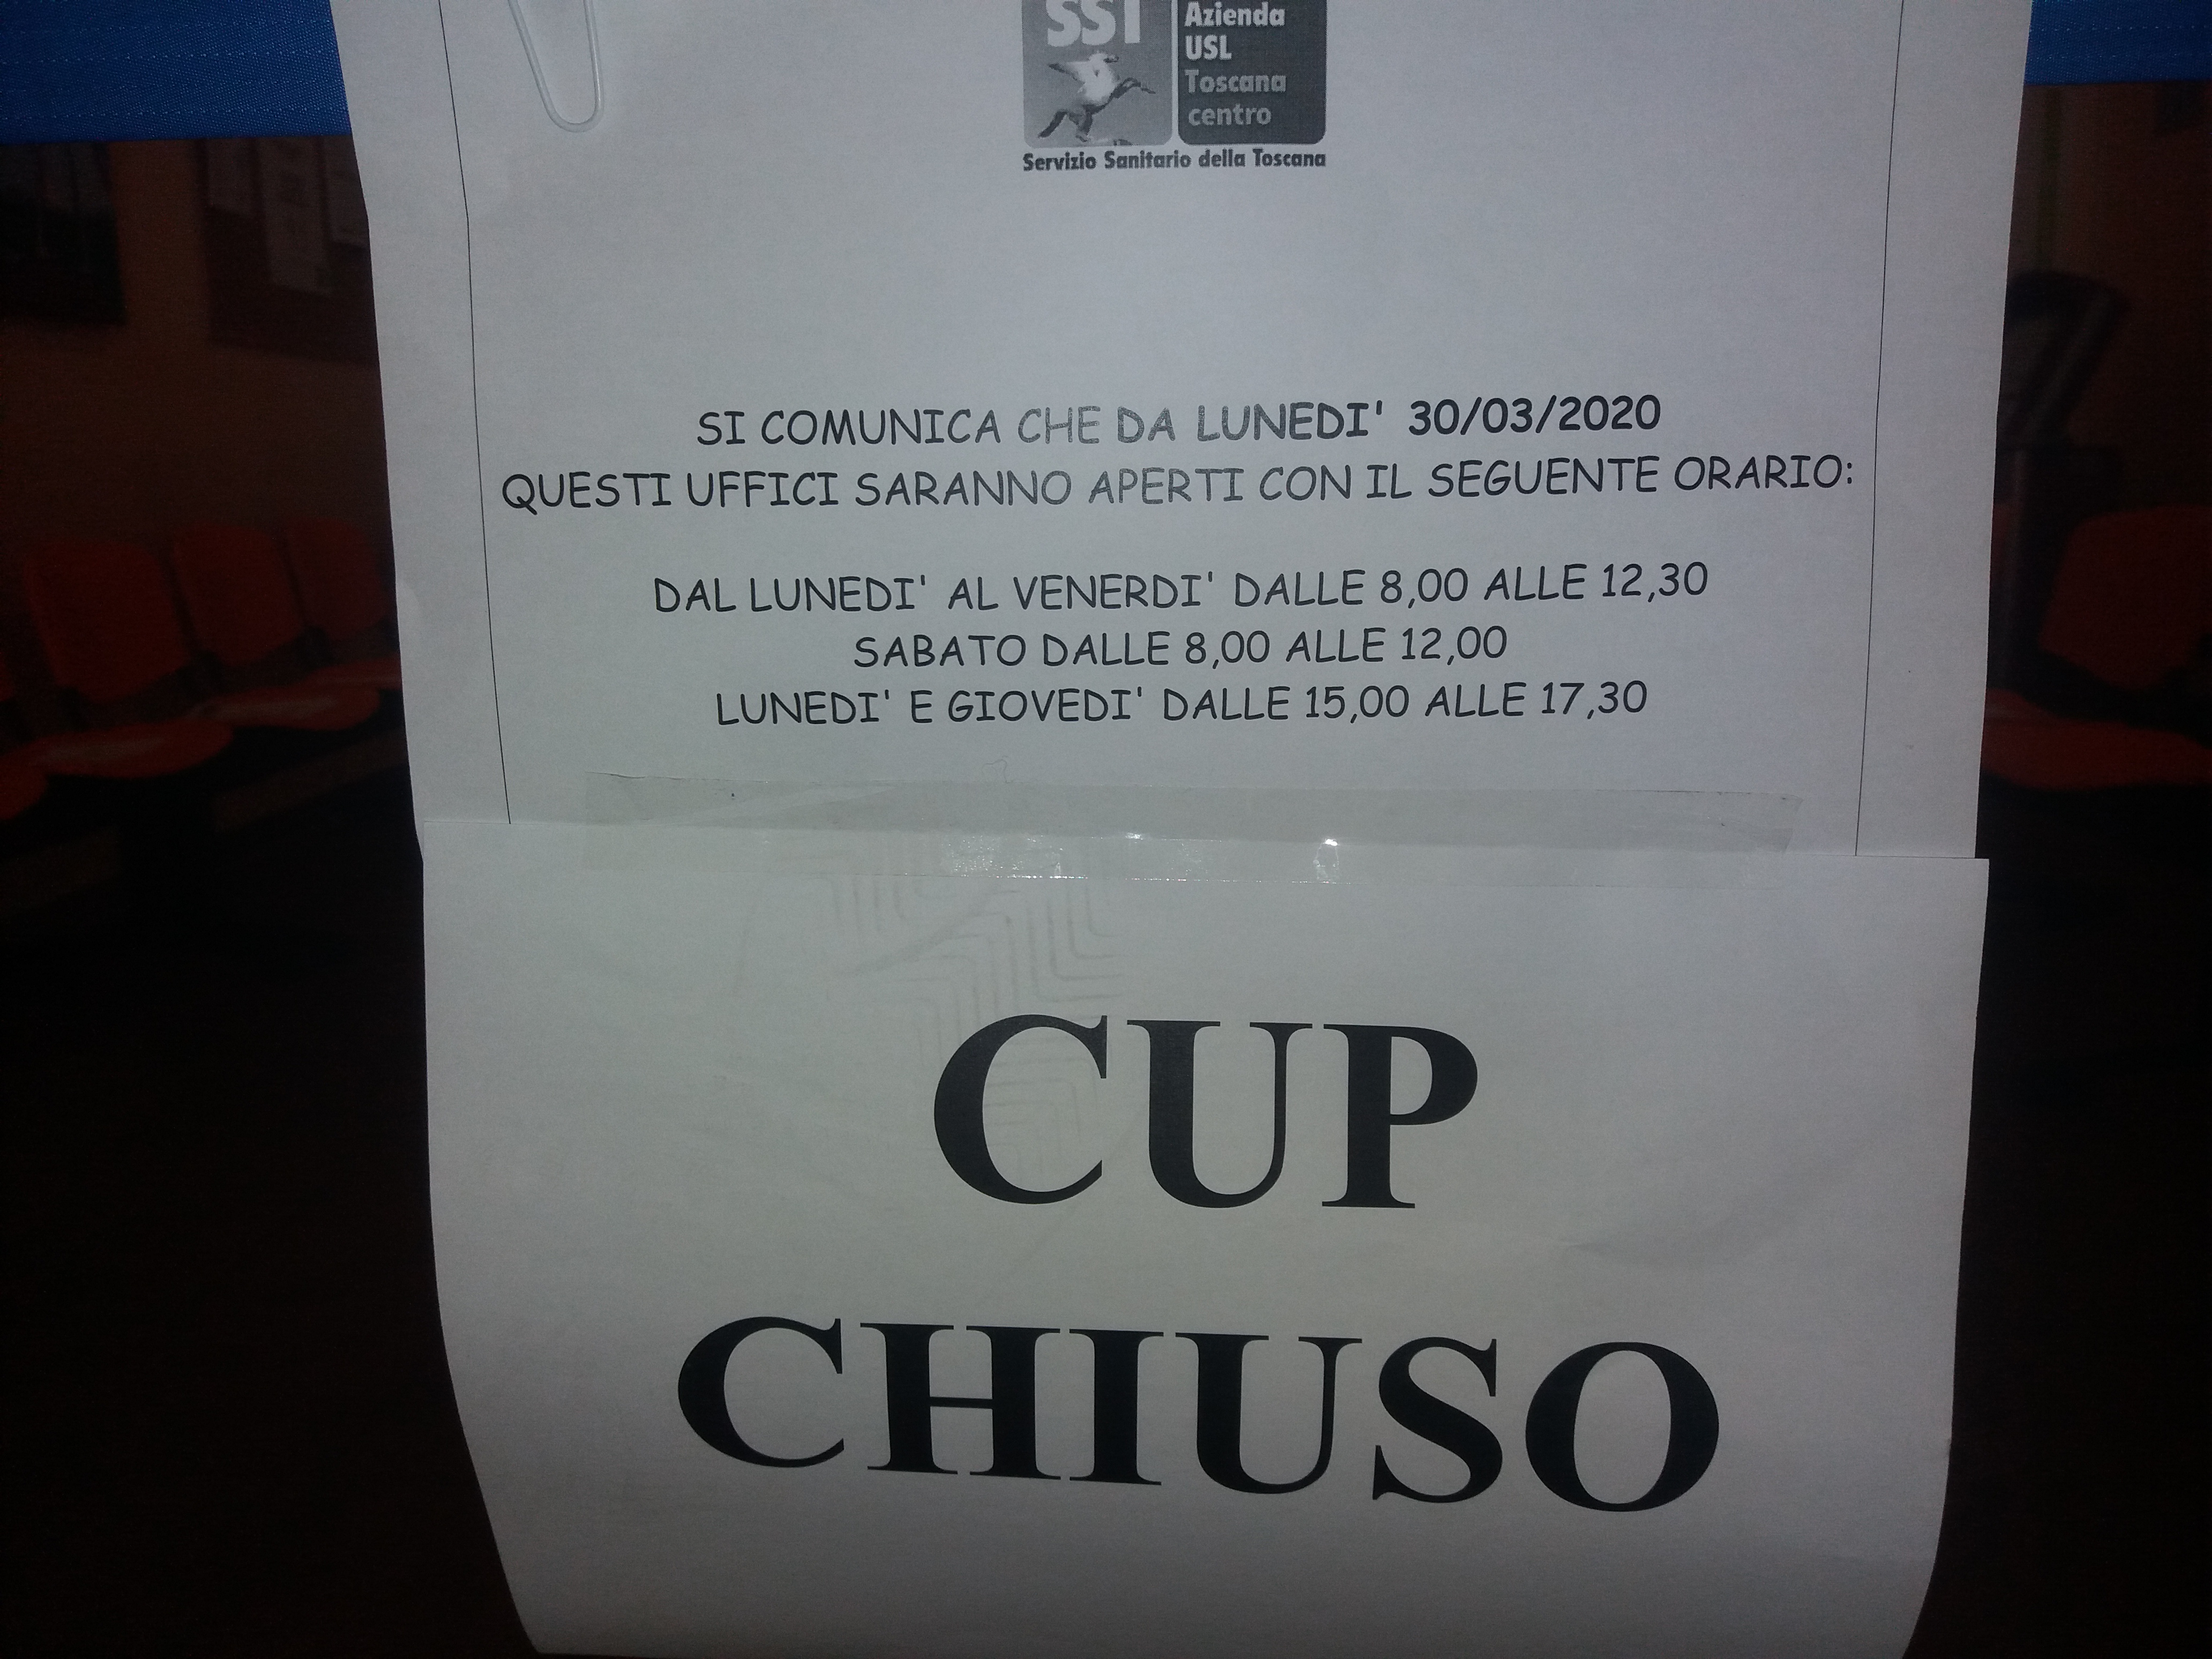 SST
Azienda
USL
Toscana
centro
Servizio Sanitario della Toscana
SI COMUNICA CHE DA LUNEDI' 30/03/2020
QUESTI UFFICI SARANNO APERTI CON IL SEGUENTE ORARIO:
DAL LUNEDI' AL VENERDI' DALLE 8,00 ALLE 12,30
SABATO DALLE 8,00 ALLE 12,00
LUNEDI' E GIOVEDI' DALLE 15,00 ALLE 17,30
CUP
CHIUSO